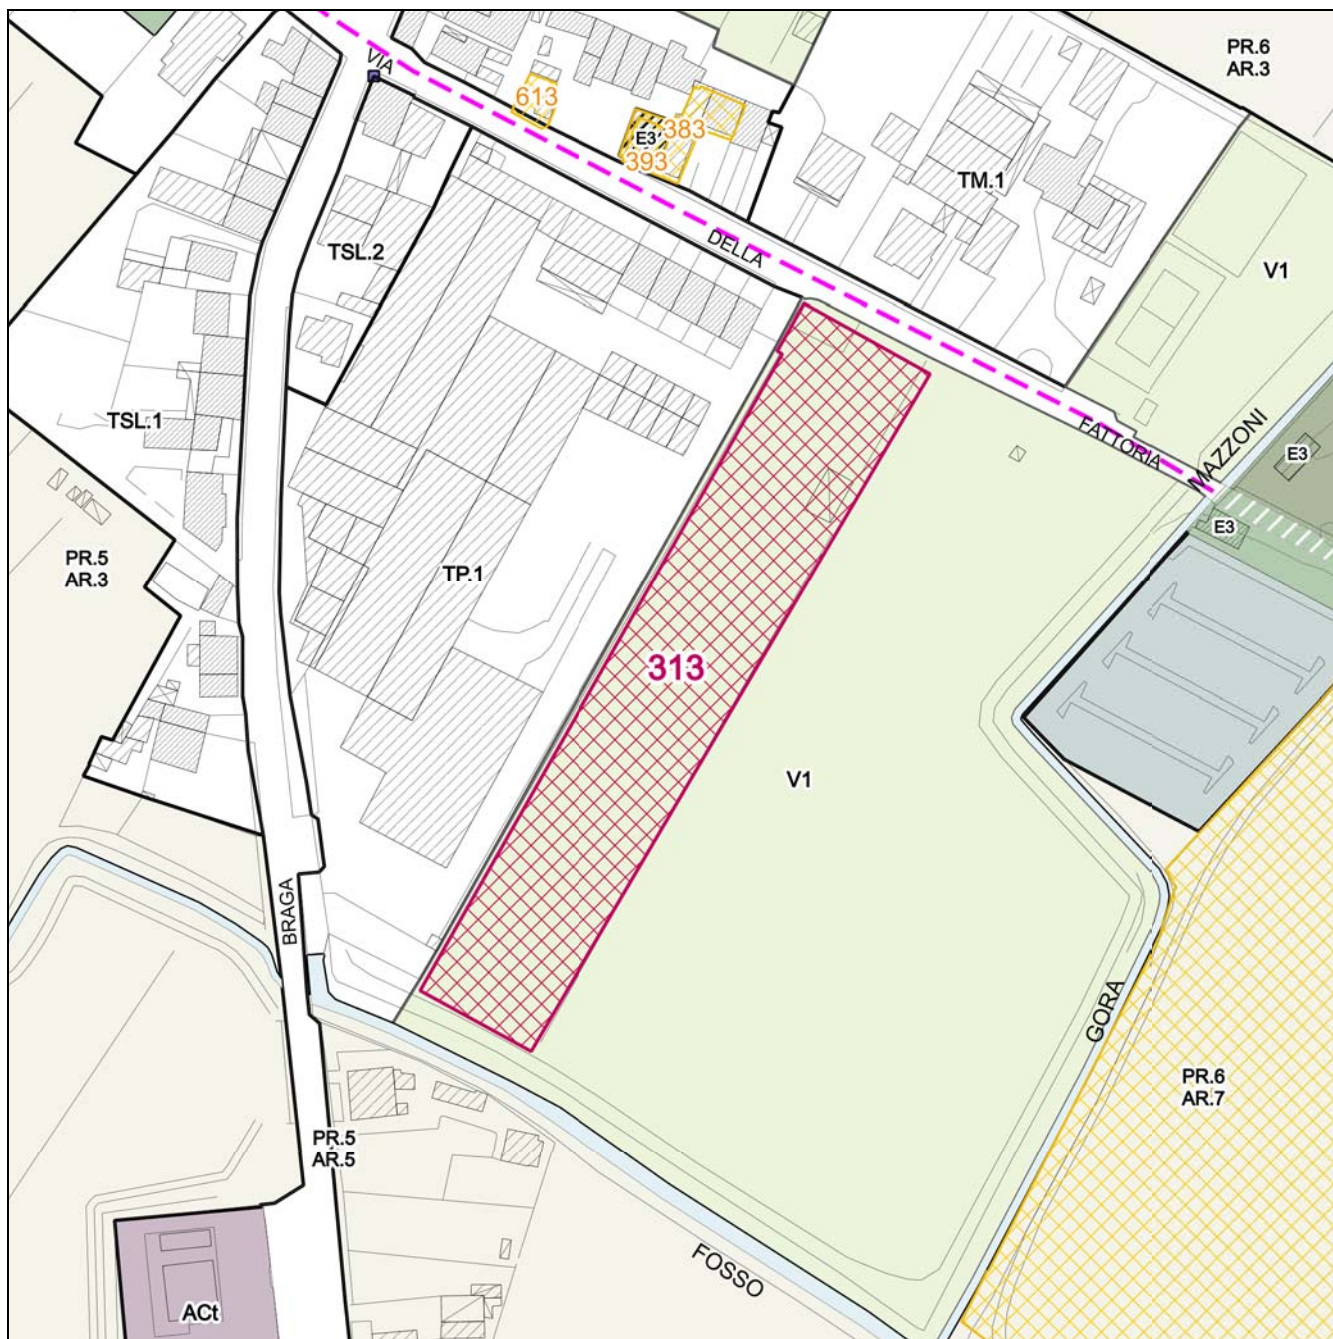 PR.6
AR.3
VIA
613
E3
383
393
TM.1
TSL.2
DELLA
V1
TSL.1
FATTORIA
MAZZONI
E3
E3
PR.5
AR.3
TP.1
313
V1
BRAGA
GORA
PR.6
AR.7
PR.5
AR.5
FOSSO
ACt